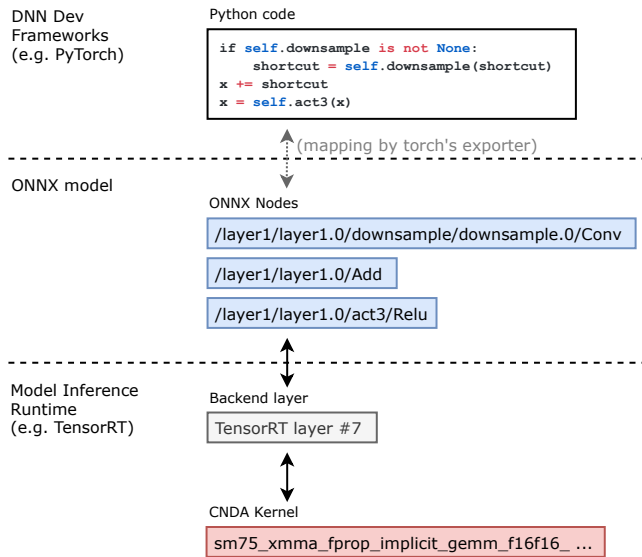 DNN Dev
Frameworks
(e.g. PyTorch)
Python code
if self.downsample is not None:
    shortcut = self.downsample(shortcut)
x += shortcut
x = self.act3(x)
(mapping by torch's exporter)
ONNX model
ONNX Nodes
/layer1/layer1.0/downsample/downsample.0/Conv
/layer1/layer1.0/Add
/layer1/layer1.0/act3/Relu
Model Inference
Runtime
(e.g. TensorRT)
Backend layer
TensorRT layer #7
CNDA Kernel
sm75_xmma_fprop_implicit_gemm_f16f16_ ...